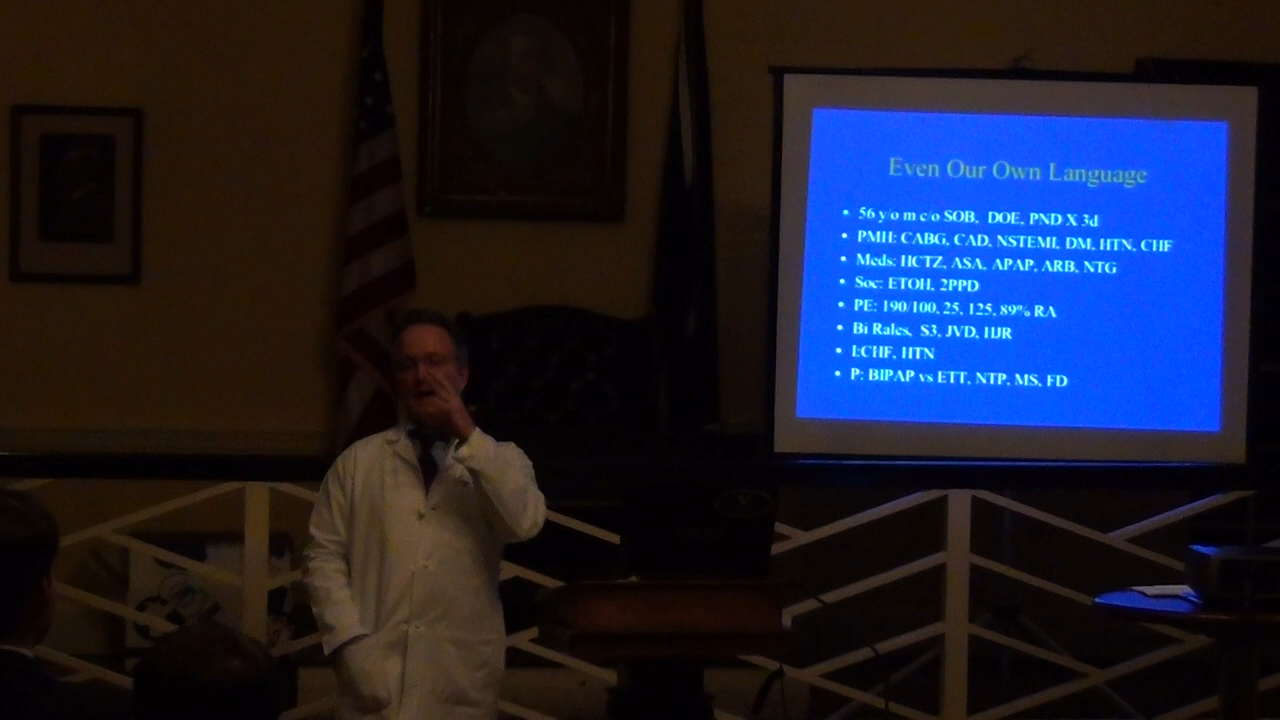 Even Our Own Language
• 56 y/o m c/o SOB, DOE, PND X 3d
• PMH: CABG, CAD, NSTEMI, DM, HTN, CHF
• Meds: HCTZ, ASA, APAP, ARB, NTG
• Soc: ETOH, 2PPD
• PE: 190/100, 25, 125, 89% RA
• Bi Rales, S3, JVD, HJR
• I:CHF, HTN
• P: BIPAP vs ETT, NTP, MS, FD